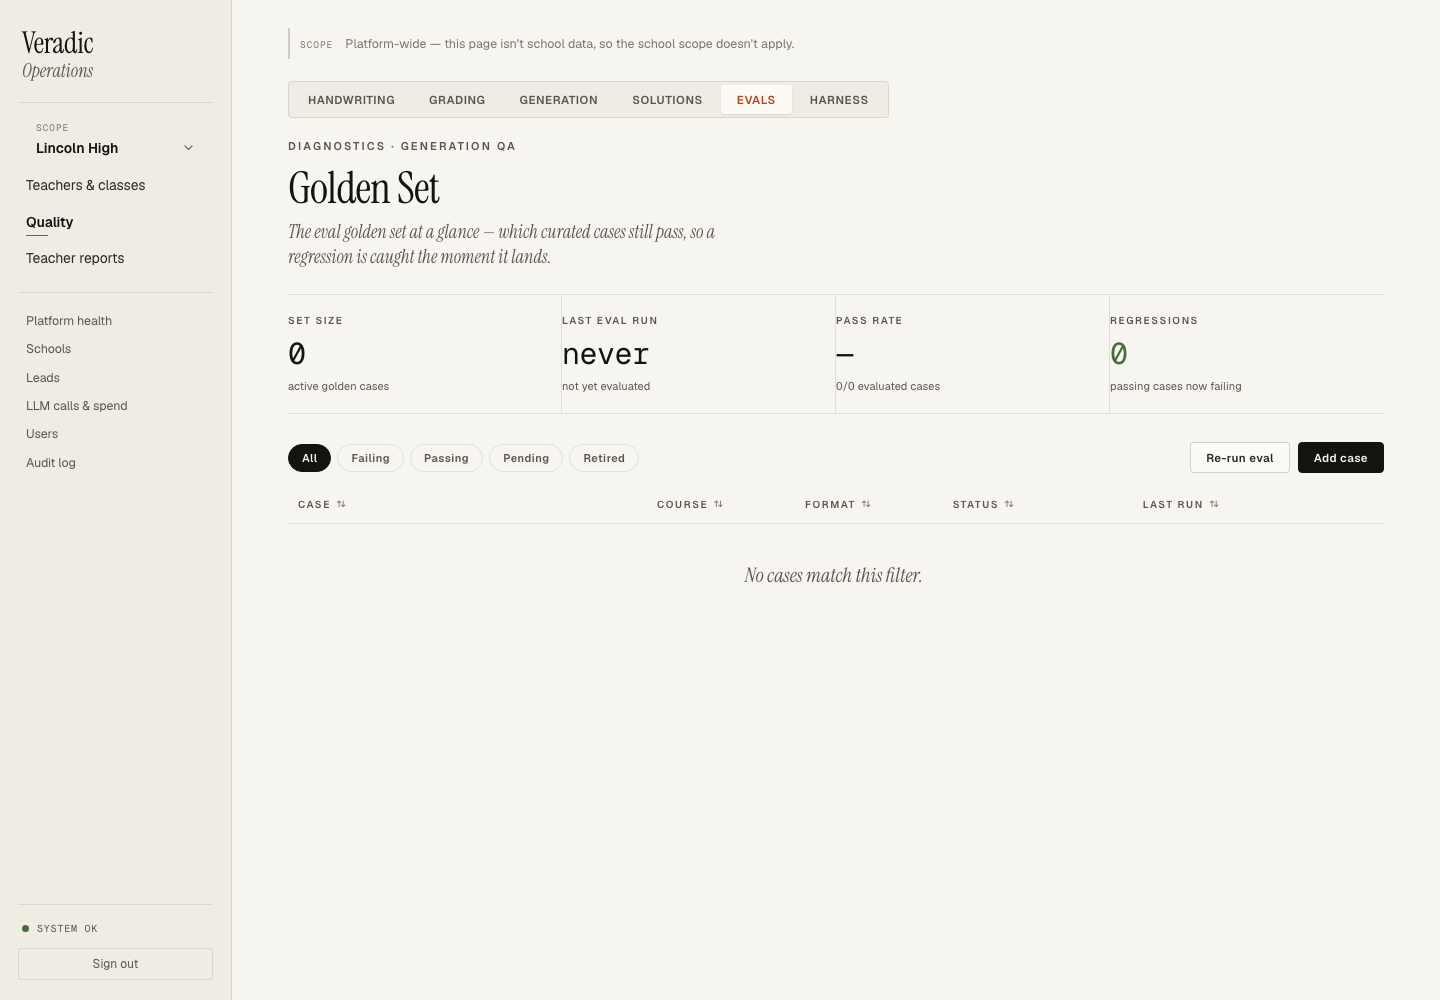 Veradic
Operations
SCOPE
Lincoln High
Teachers & classes
Quality
Teacher reports
Platform health
Schools
Leads
LLM calls & spend
Users
Audit log
SYSTEM OK
Sign out
SCOPE Platform-wide — this page isn't school data, so the school scope doesn't apply.
HANDWRITING GRADING GENERATION SOLUTIONS EVALS HARNESS
DIAGNOSTICS · GENERATION QA
Golden Set
The eval golden set at a glance — which curated cases still pass, so a
regression is caught the moment it lands.
SET SIZE LAST EVAL RUN PASS RATE REGRESSIONS
0 never — 0
active golden cases not yet evaluated 0/0 evaluated cases passing cases now failing
All Failing Passing Pending Retired Re-run eval Add case
CASE ⇅ COURSE ⇅ FORMAT ⇅ STATUS ⇅ LAST RUN ⇅
No cases match this filter.